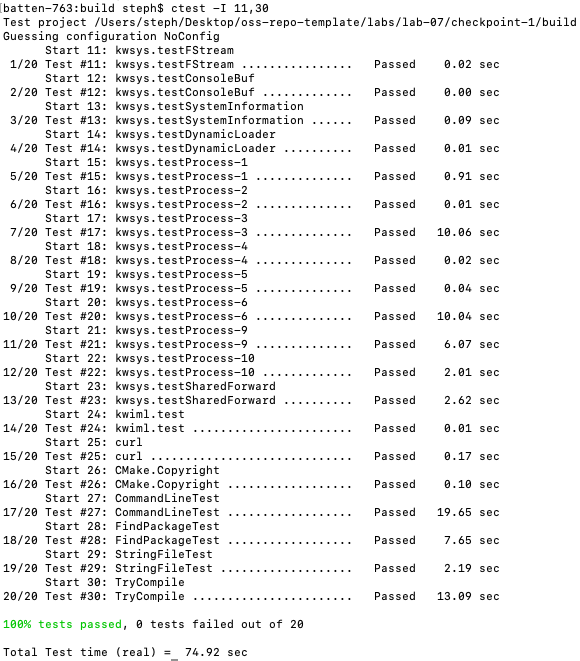 [batten-763:build steph$ ctest -I 11,30
Test project /Users/steph/Desktop/oss-repo-template/labs/lab-07/checkpoint-1/build
Guessing configuration NoConfig
      Start 11: kwsys.testFStream
 1/20 Test #11: kwsys.testFStream ................   Passed    0.02 sec
      Start 12: kwsys.testConsoleBuf
 2/20 Test #12: kwsys.testConsoleBuf .............   Passed    0.00 sec
      Start 13: kwsys.testSystemInformation
 3/20 Test #13: kwsys.testSystemInformation ......   Passed    0.09 sec
      Start 14: kwsys.testDynamicLoader
 4/20 Test #14: kwsys.testDynamicLoader ..........   Passed    0.01 sec
      Start 15: kwsys.testProcess-1
 5/20 Test #15: kwsys.testProcess-1 ..............   Passed    0.91 sec
      Start 16: kwsys.testProcess-2
 6/20 Test #16: kwsys.testProcess-2 ..............   Passed    0.01 sec
      Start 17: kwsys.testProcess-3
 7/20 Test #17: kwsys.testProcess-3 ..............   Passed   10.06 sec
      Start 18: kwsys.testProcess-4
 8/20 Test #18: kwsys.testProcess-4 ..............   Passed    0.02 sec
      Start 19: kwsys.testProcess-5
 9/20 Test #19: kwsys.testProcess-5 ..............   Passed    0.04 sec
      Start 20: kwsys.testProcess-6
10/20 Test #20: kwsys.testProcess-6 ..............   Passed   10.04 sec
      Start 21: kwsys.testProcess-9
11/20 Test #21: kwsys.testProcess-9 ..............   Passed    6.07 sec
      Start 22: kwsys.testProcess-10
12/20 Test #22: kwsys.testProcess-10 .............   Passed    2.01 sec
      Start 23: kwsys.testSharedForward
13/20 Test #23: kwsys.testSharedForward ..........   Passed    2.62 sec
      Start 24: kwiml.test
14/20 Test #24: kwiml.test .......................   Passed    0.01 sec
      Start 25: curl
15/20 Test #25: curl .............................   Passed    0.17 sec
      Start 26: CMake.Copyright
16/20 Test #26: CMake.Copyright ..................   Passed    0.10 sec
      Start 27: CommandLineTest
17/20 Test #27: CommandLineTest ..................   Passed   19.65 sec
      Start 28: FindPackageTest
18/20 Test #28: FindPackageTest ..................   Passed    7.65 sec
      Start 29: StringFileTest
19/20 Test #29: StringFileTest ...................   Passed    2.19 sec
      Start 30: TryCompile
20/20 Test #30: TryCompile .......................   Passed   13.09 sec

100% tests passed, 0 tests failed out of 20

Total Test time (real) =_ 74.92 sec